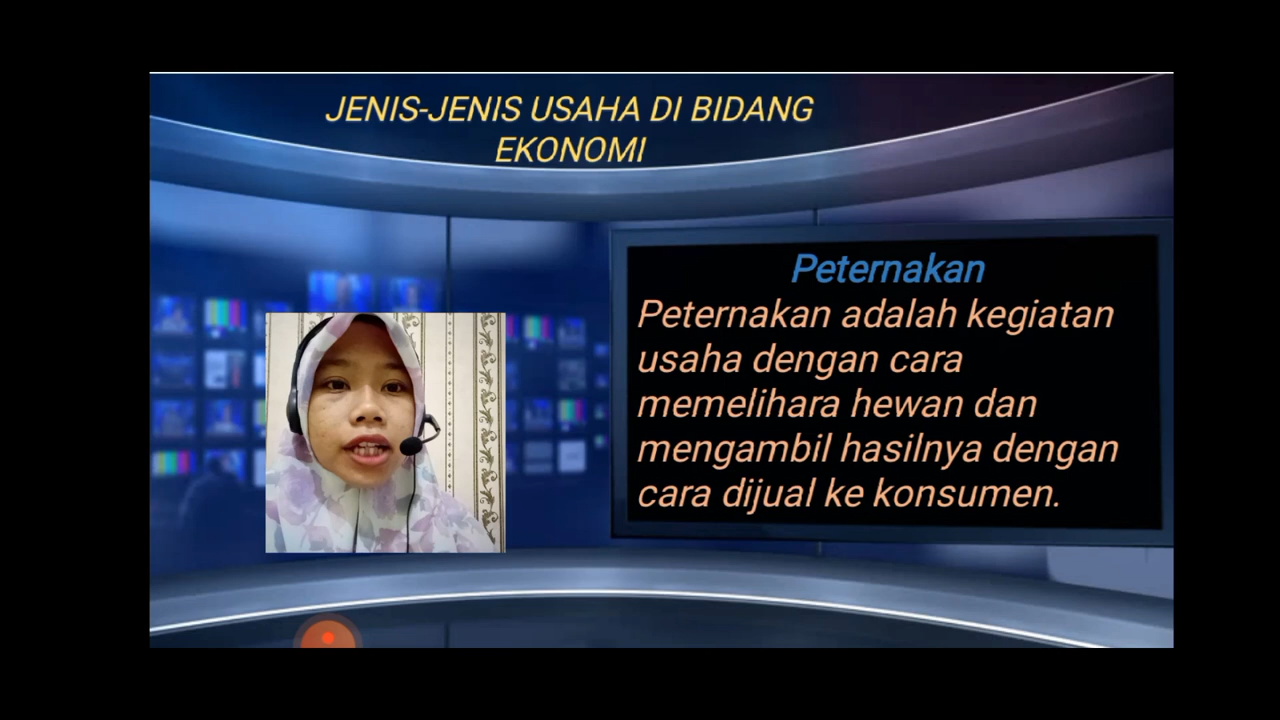 JENIS-JENIS USAHA DI BIDANG
EKONOMI
Peternakan
Peternakan adalah kegiatan
usaha dengan cara
memelihara hewan dan
mengambil hasilnya dengan
cara dijual ke konsumen.